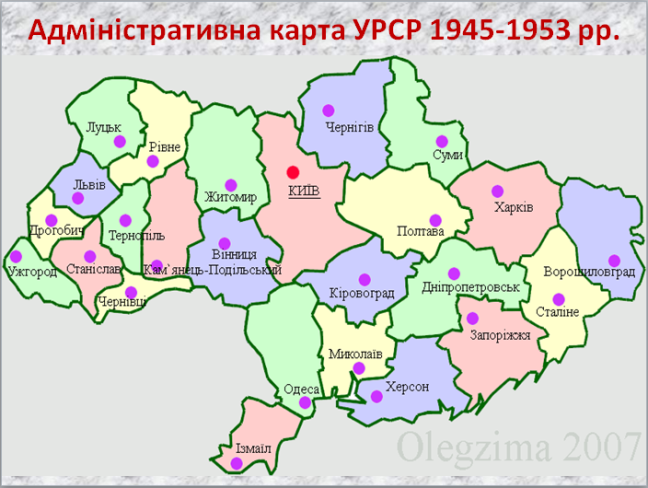 Адміністративна карта УРСР 1945-1953 рр.
Чернігів
Луцьк
Рівне
Суми
Львів
Житомир
КИЇВ
Харків
Дрогобич
Тернопіль
Полтава
Вінниця
Ужгород
Станіслав
Кам`янець-Подільський
Ворошиловград
Чернівці
Кіровоград
Дніпропетровськ
Сталіне
Запоріжжя
Миколаїв
Одеса
Херсон
Ізмаїл
Olegzima 2007